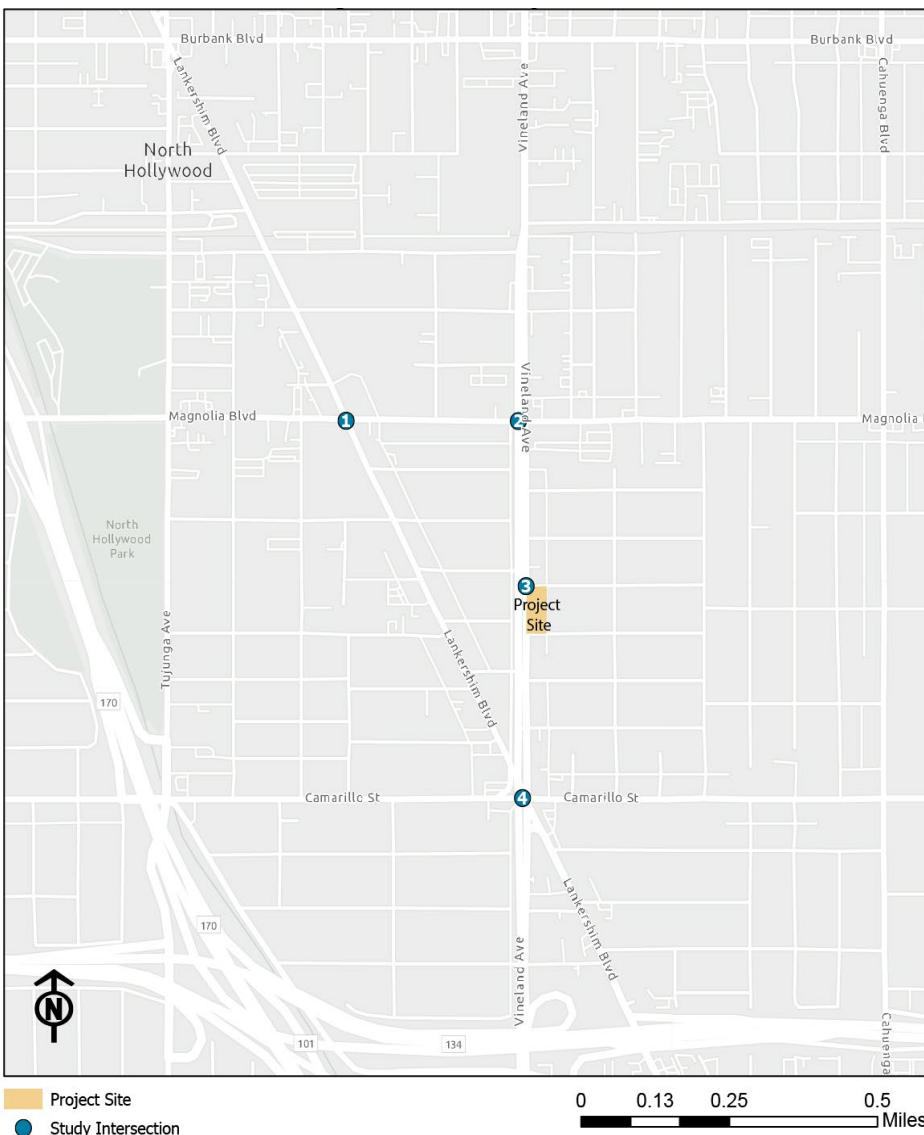 Burbank Blvd
Burbank Blvd
Lankershim Blvd
Vineland Ave
Cahuenga Blvd
North
Hollywood
Vineland Ave
Magnolia Blvd
1
2
Magnolia
North
Hollywood
Park
3
Project
Site
Tujunga Ave
Lankershim Blvd
170
Camarillo St
4
Camarillo St
Lankershim Blvd
170
Vineland Ave
N
101
134
Cahuenga
Project Site
Study Intersection
0 0.13 0.25 0.5
Miles